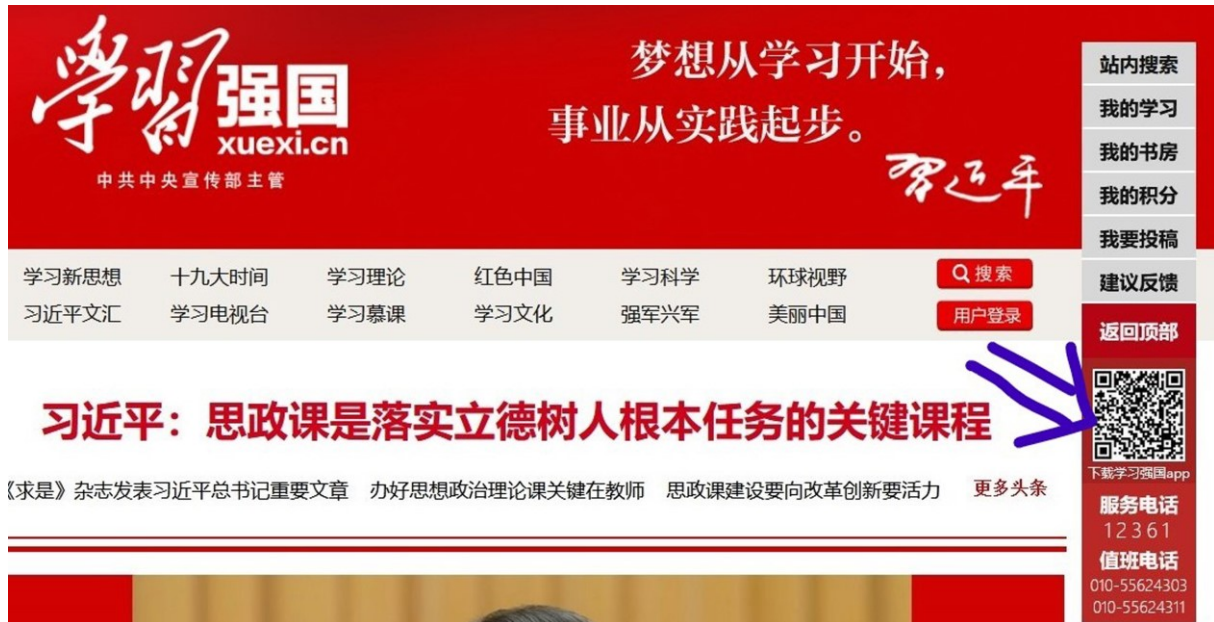 學習强国
xuexi.cn
中共中央宣传部主管
梦想从学习开始，
事业从实践起步。
习近平
学习新思想 十九大时间 学习理论 红色中国 学习科学 环球视野 搜索
习近平文汇 学习电视台 学习慕课 学习文化 强军兴军 美丽中国 用户登录
习近平：思政课是落实立德树人根本任务的关键课程
《求是》杂志发表习近平总书记重要文章 办好思想政治理论课关键在教师 思政课建设要向改革创新要活力 更多头条
站内搜索
我的学习
我的书房
我的积分
我要投稿
建议反馈
返回顶部
下载学习强国app
服务电话
12361
值班电话
010-55624303
010-55624311